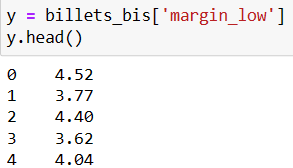 y = billets_bis['margin_low']
y.head()
0    4.52
1    3.77
2    4.40
3    3.62
4    4.04